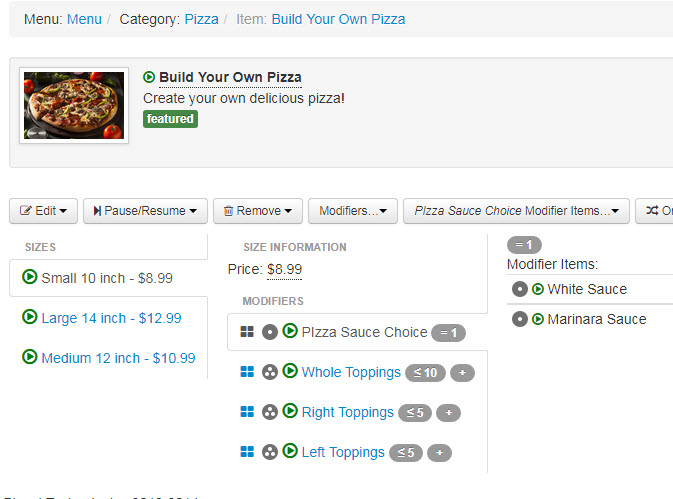 Menu: Menu / Category: Pizza / Item: Build Your Own Pizza
Build Your Own Pizza
Create your own delicious pizza!
featured
Edit Pause/Resume Remove Modifiers... PIzza Sauce Choice Modifier Items...
SIZES
Small 10 inch - $8.99
Large 14 inch - $12.99
Medium 12 inch - $10.99
SIZE INFORMATION
Price: $8.99
MODIFIERS
PIzza Sauce Choice = 1
Whole Toppings ≤ 10 +
Right Toppings ≤ 5 +
Left Toppings ≤ 5 +
= 1
Modifier Items:
White Sauce
Marinara Sauce